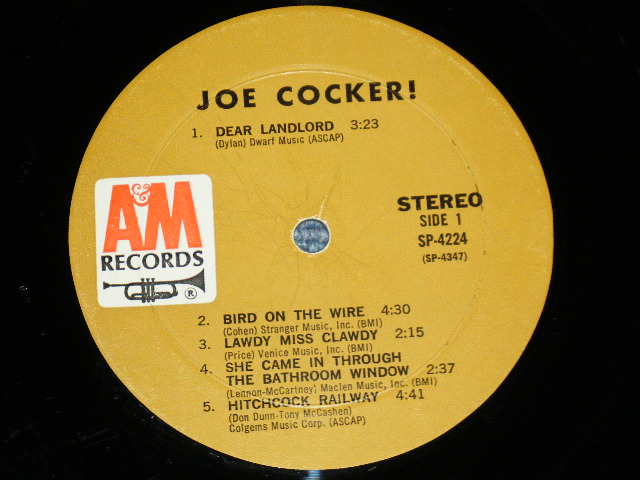 JOE COCKER!
1. DEAR LANDLORD 3:23
(Dylan) Dwarf Music (ASCAP)
A&M
RECORDS
®
STEREO
SIDE 1
SP-4224
(SP-4347)
2. BIRD ON THE WIRE 4:30
(Cohen) Stranger Music, Inc. (BMI)
3. LAWDY MISS CLAWDY 2:15
(Price) Venice Music, Inc. (BMI)
4. SHE CAME IN THROUGH
THE BATHROOM WINDOW 2:37
(Lennon-McCartney) Maclen Music, Inc. (BMI)
5. HITCHCOCK RAILWAY 4:41
(Don Dunn-Tony McCashen)
Colgems Music Corp. (ASCAP)